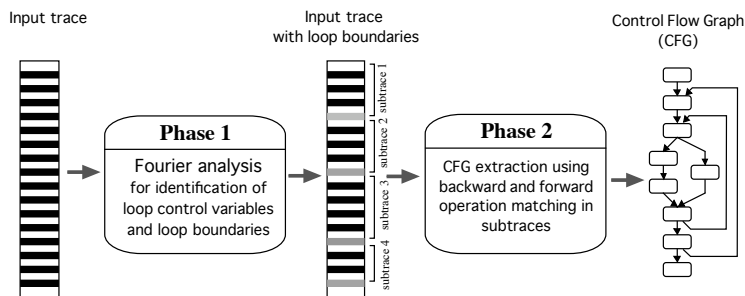 Input trace
Input trace
with loop boundaries
Control Flow Graph
(CFG)
subtrace 1
subtrace 2
subtrace 3
subtrace 4
Phase 1
Fourier analysis
for identification of
loop control variables
and loop boundaries
Phase 2
CFG extraction using
backward and forward
operation matching in
subtraces